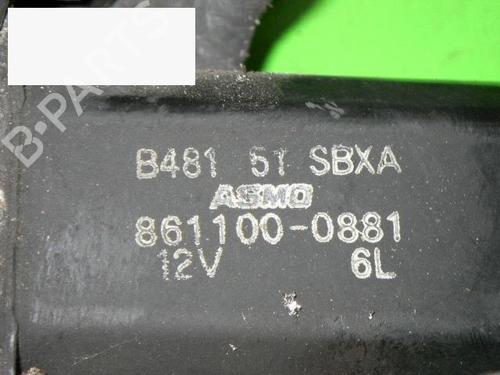 B-PARTS
B481 51 SBXA
ASMO
861100-0881
12V 6L